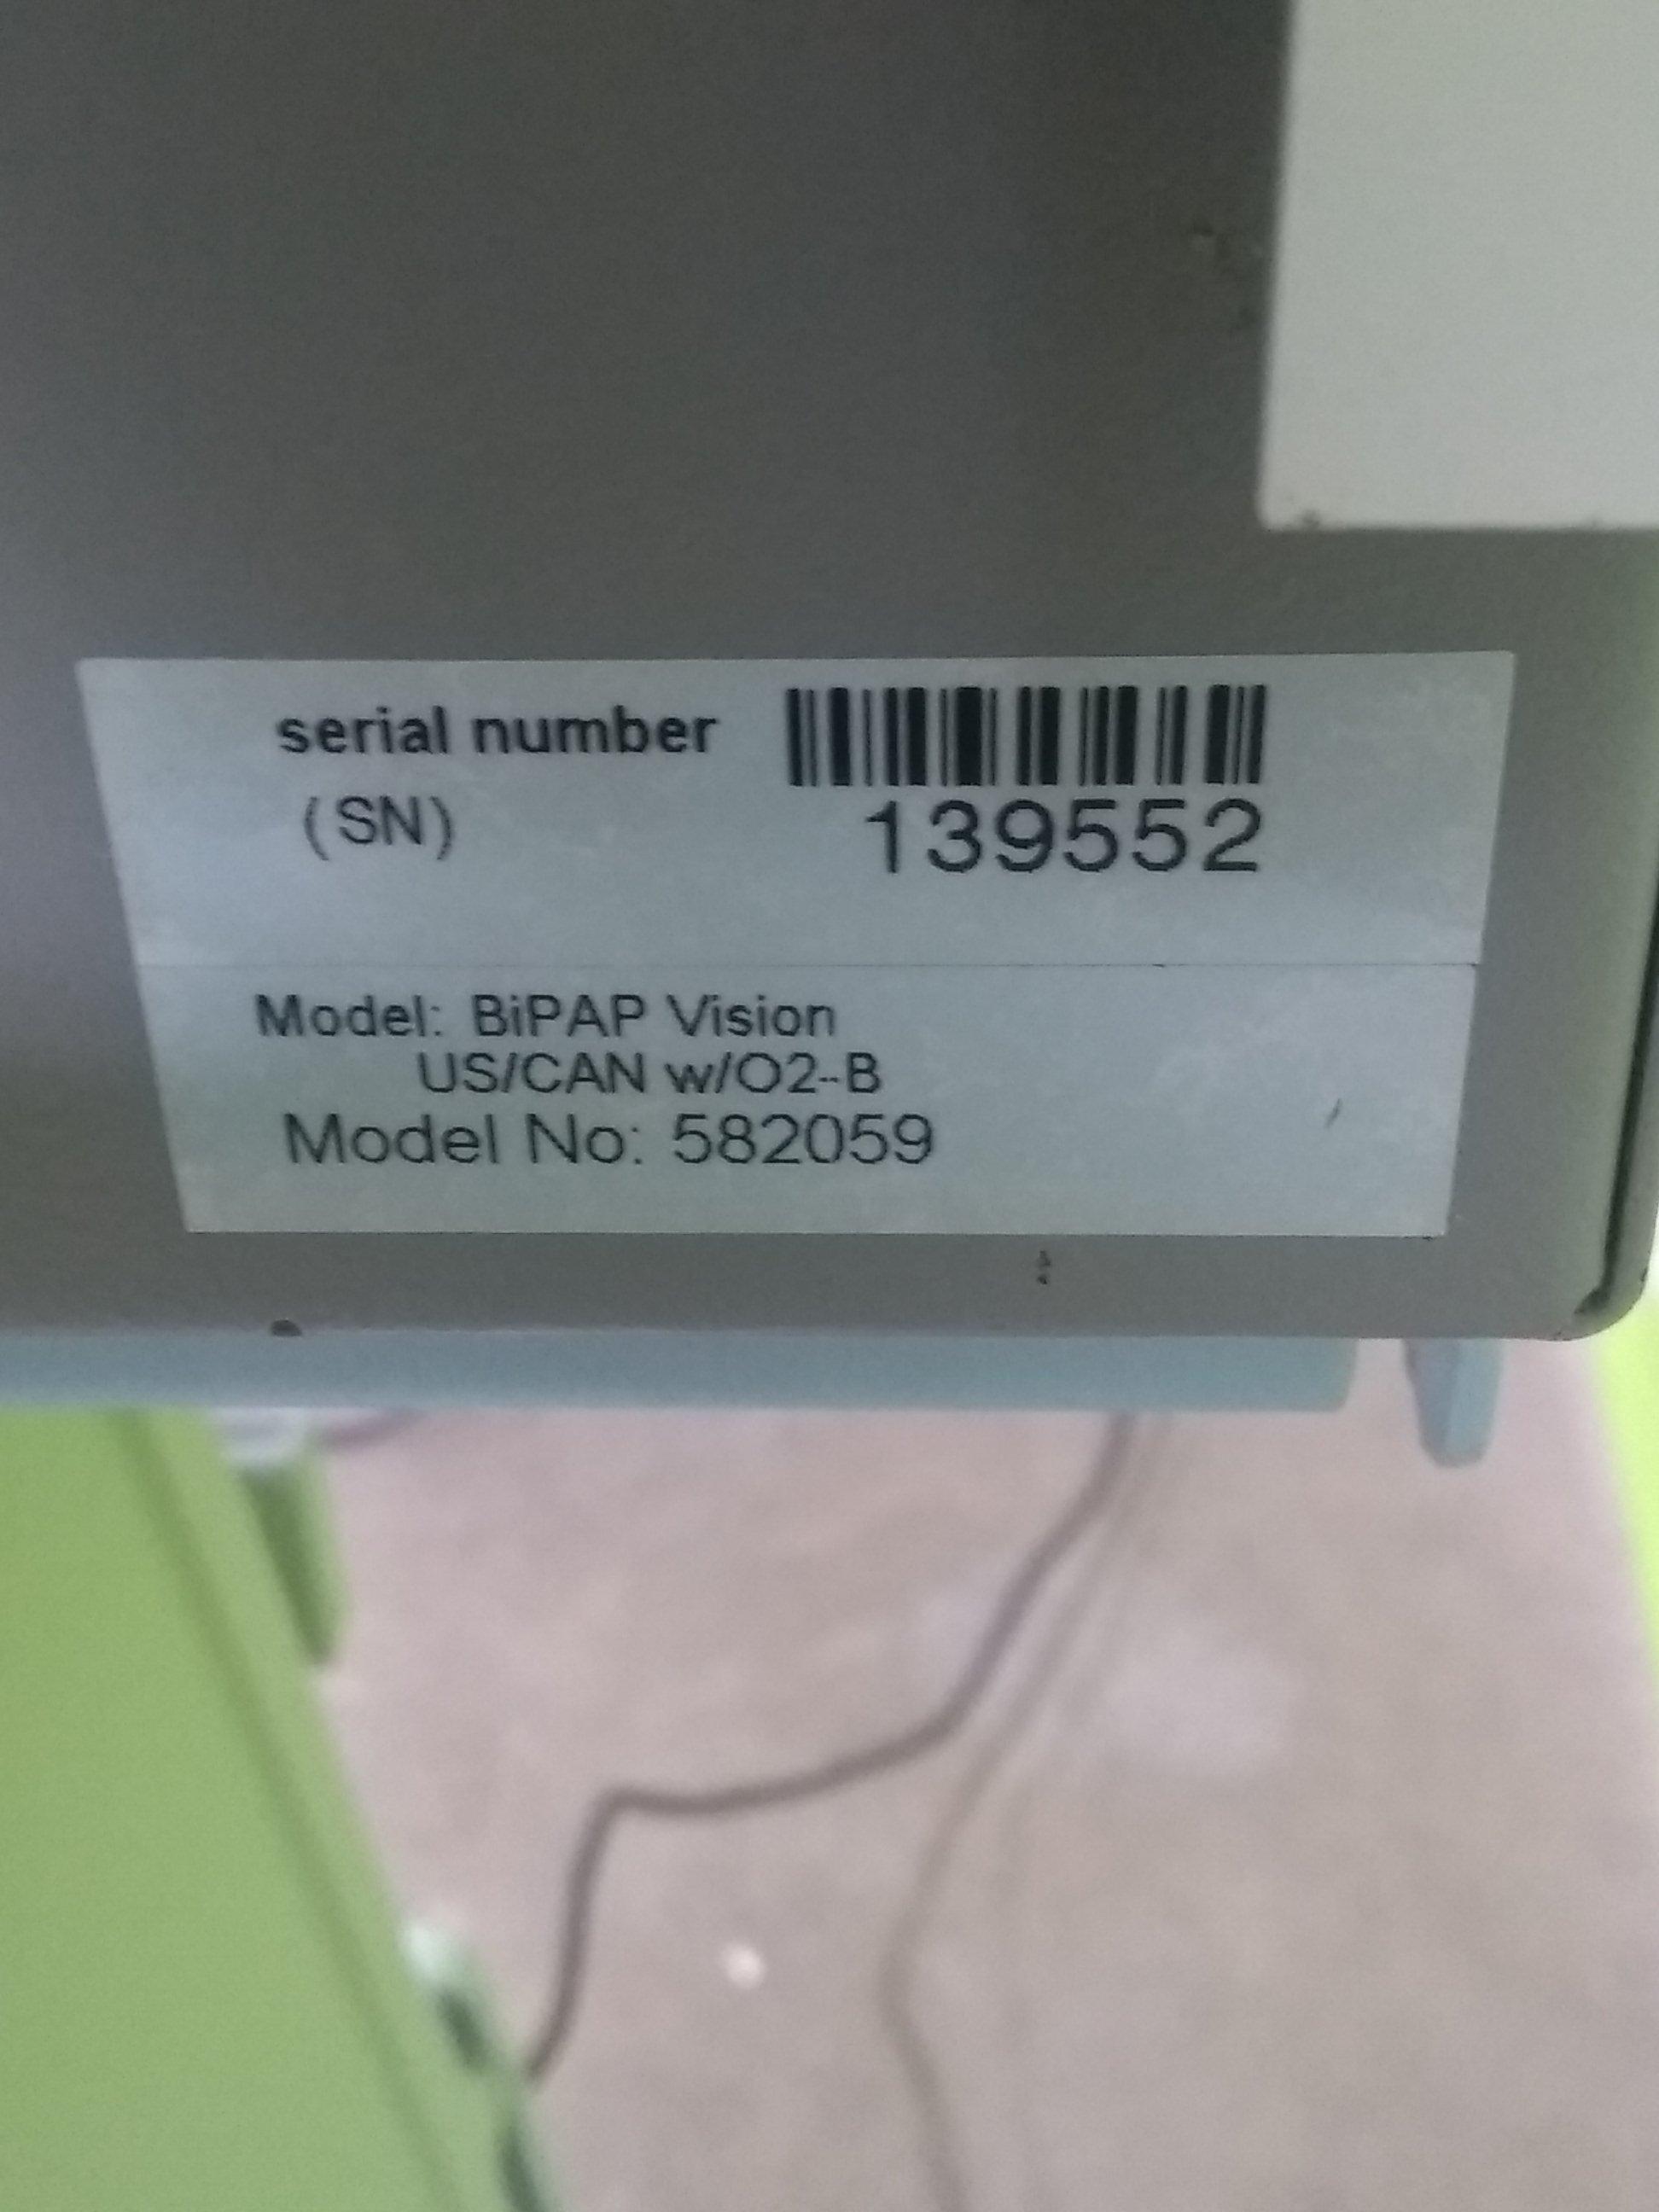 serial number
(SN)
139552
Model: BiPAP Vision
US/CAN w/O2-B
Model No: 582059